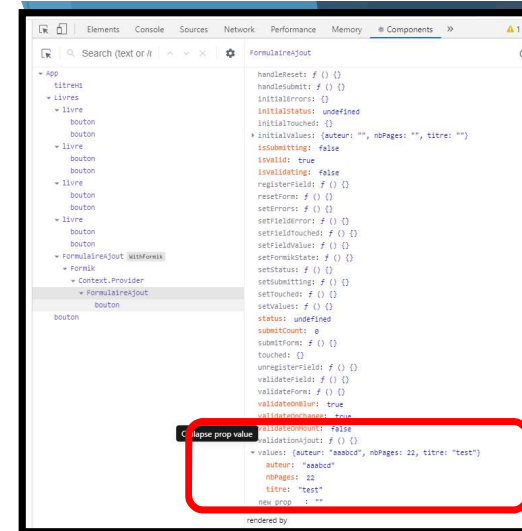 Elements Console Sources Network Performance Memory Components » 1
Search (text or /r
FormulaireAjout
App
titreH1
Livres
livre
bouton
bouton
livre
bouton
bouton
livre
bouton
bouton
livre
bouton
bouton
FormulaireAjout WithFormik
Formik
Context.Provider
FormulaireAjout
bouton
bouton
handleReset: ƒ () {}
handleSubmit: ƒ () {}
initialErrors: {}
initialStatus: undefined
initialTouched: {}
initialValues: {auteur: "", nbPages: "", titre: ""}
isSubmitting: false
isValid: true
isValidating: false
registerField: ƒ () {}
resetForm: ƒ () {}
setErrors: ƒ () {}
setFieldError: ƒ () {}
setFieldTouched: ƒ () {}
setFieldValue: ƒ () {}
setFormikState: ƒ () {}
setStatus: ƒ () {}
setSubmitting: ƒ () {}
setTouched: ƒ () {}
setValues: ƒ () {}
status: undefined
submitCount: 0
submitForm: ƒ () {}
touched: {}
unregisterField: ƒ () {}
validateField: ƒ () {}
validateForm: ƒ () {}
validateOnBlur: true
validateOnChange: true
validateOnMount: false
Collapse prop value
validationAjout: ƒ () {}
values: {auteur: "aaabcd", nbPages: 22, titre: "test"}
auteur: "aaabcd"
nbPages: 22
titre: "test"
new prop : ""
rendered by